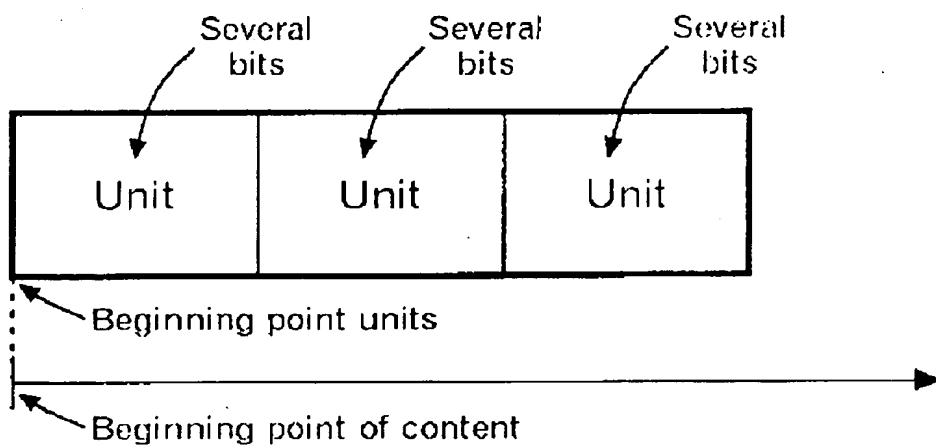 Several
bits
Several
bits
Several
bits
Unit
Unit
Unit
Beginning point units
Beginning point of content